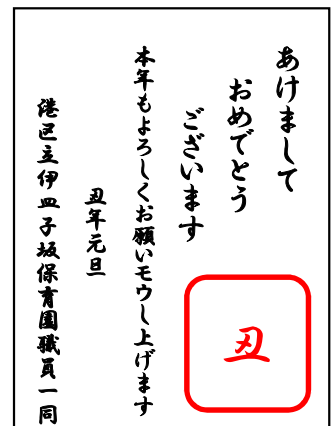 あけまして
おめでとう
ございます
丑
本年もよろしくお願いモウし上げます
丑年元旦
港区立伊皿子坂保育園職員一同